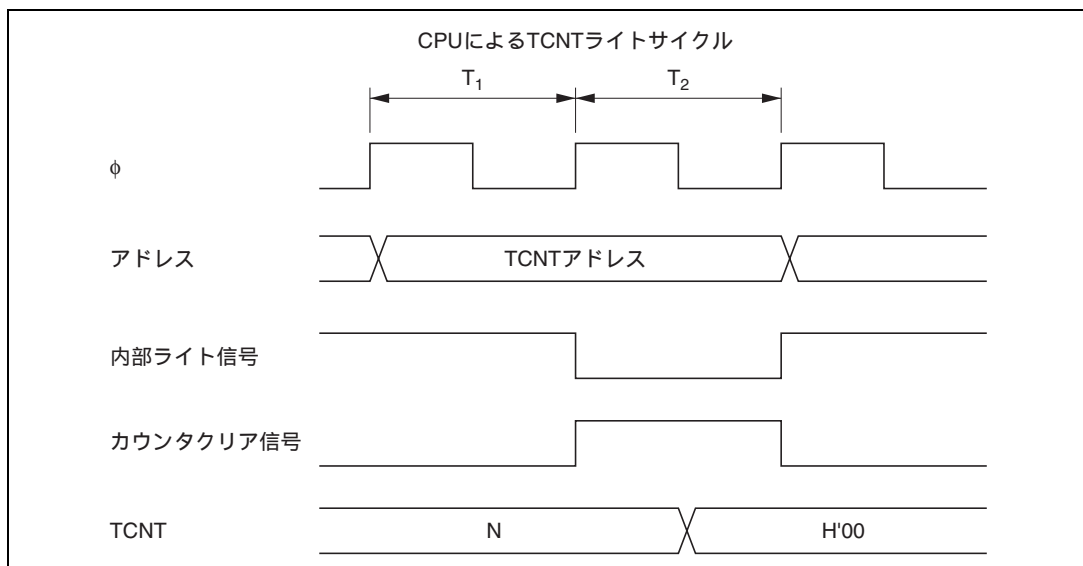 CPUによるTCNTライトサイクル
T1 T2
φ
アドレス TCNTアドレス
内部ライト信号
カウンタクリア信号
TCNT N H'00